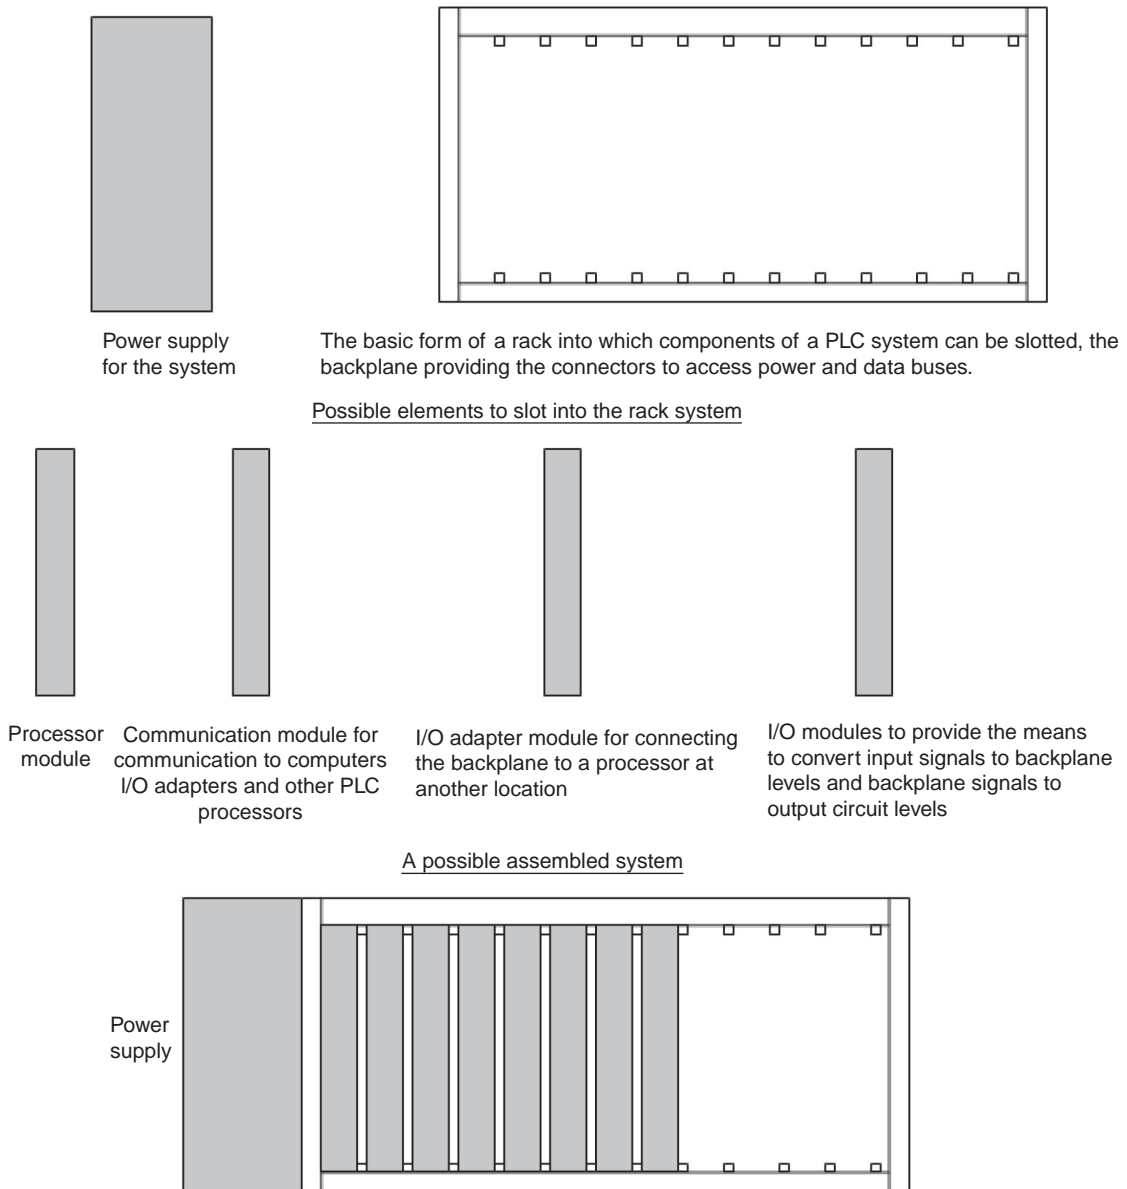 Power supply
for the system
The basic form of a rack into which components of a PLC system can be slotted, the
backplane providing the connectors to access power and data buses.
Possible elements to slot into the rack system
Processor
module
Communication module for
communication to computers
I/O adapters and other PLC
processors
I/O adapter module for connecting
the backplane to a processor at
another location
I/O modules to provide the means
to convert input signals to backplane
levels and backplane signals to
output circuit levels
A possible assembled system
Power
supply